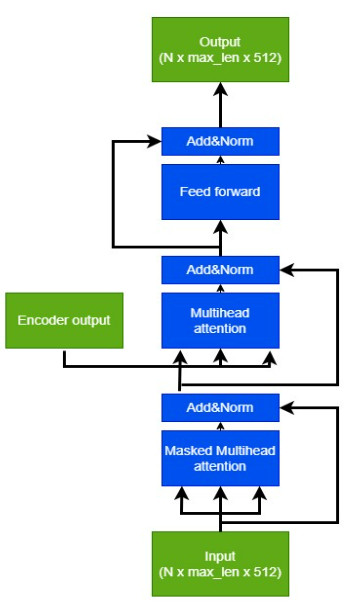 Output
(N x max_len x 512)
Add&Norm
Feed forward
Add&Norm
Encoder output
Multihead
attention
Add&Norm
Masked Multihead
attention
Input
(N x max_len x 512)